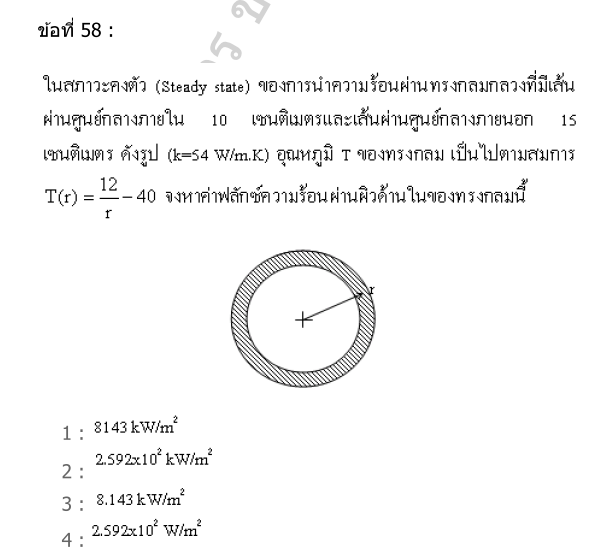 ข้อที่ 58 :
ในสภาวะคงตัว (Steady state) ของการนำความร้อนผ่านทรงกลมกลวงที่มีเส้น
ผ่านศูนย์กลางภายใน 10 เซนติเมตรและเส้นผ่านศูนย์กลางภายนอก 15
เซนติเมตร ดังรูป (k=54 W/m.K) อุณหภูมิ T ของทรงกลม เป็นไปตามสมการ
T(r) = 12/r − 40 จงหาค่าฟลักซ์ความร้อนผ่านผิวด้านในของทรงกลมนี้
r
1 : 8143 kW/m²
2 : 2.592x10² kW/m²
3 : 8.143 kW/m²
4 : 2.592x10² W/m²